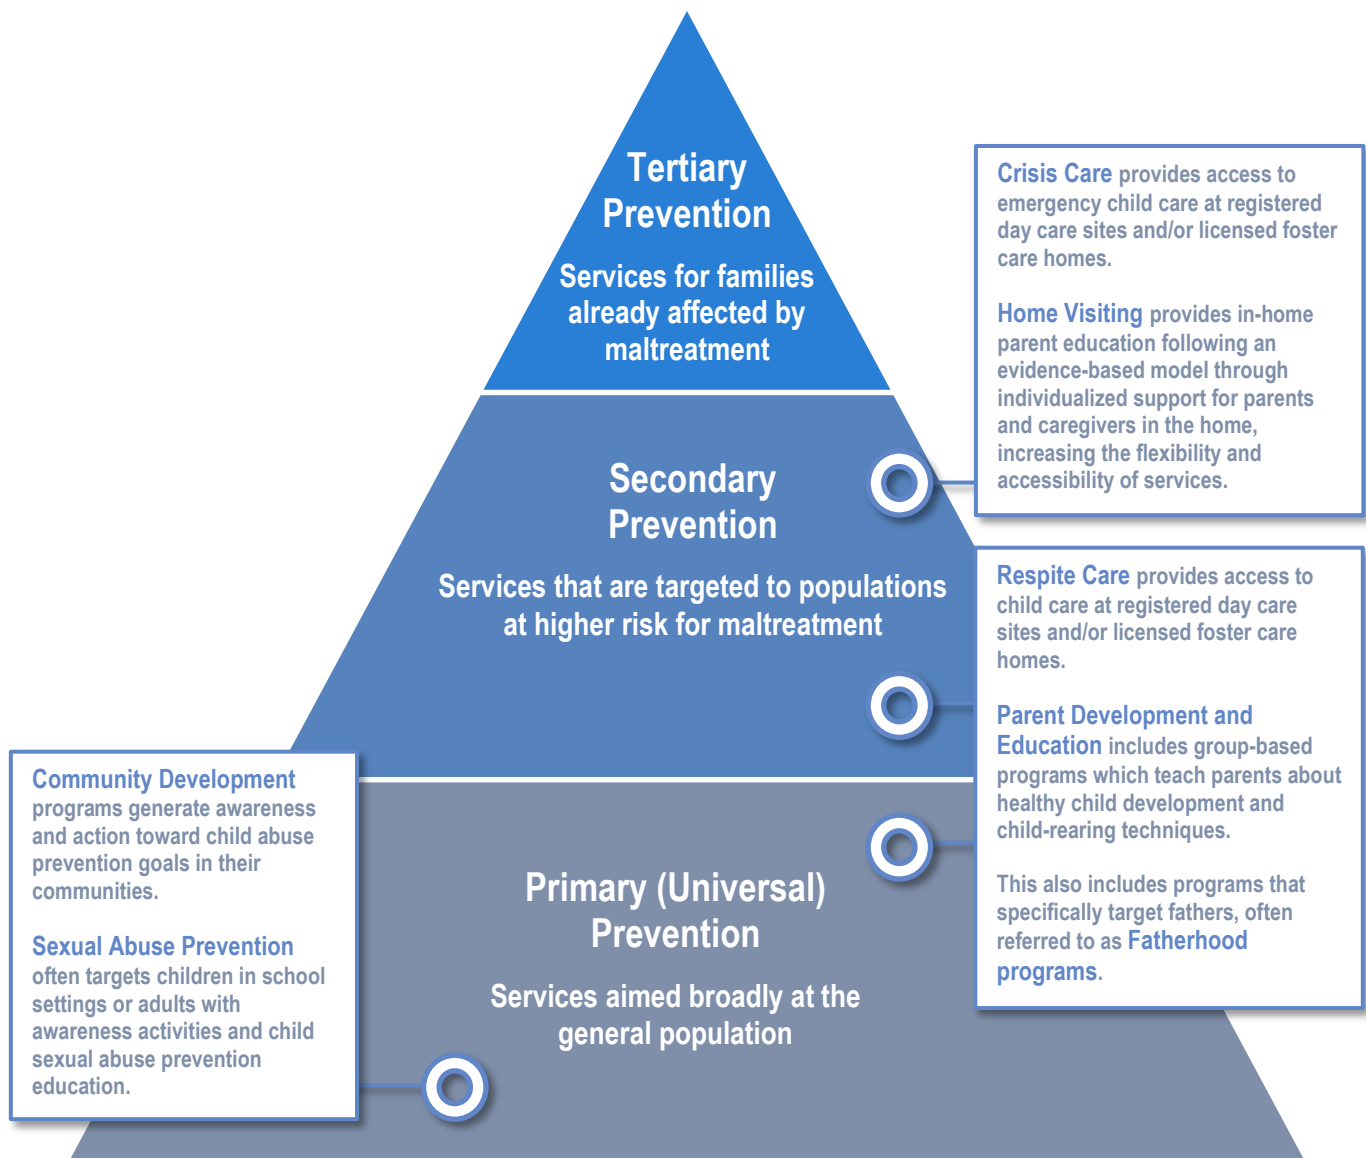 Tertiary
Prevention
Services for families
already affected by
maltreatment
Crisis Care provides access to
emergency child care at registered
day care sites and/or licensed foster
care homes.
Home Visiting provides in-home
parent education following an
evidence-based model through
individualized support for parents
and caregivers in the home,
increasing the flexibility and
accessibility of services.
Secondary
Prevention
Services that are targeted to populations
at higher risk for maltreatment
Respite Care provides access to
child care at registered day care
sites and/or licensed foster care
homes.
Parent Development and
Education includes group-based
programs which teach parents about
healthy child development and
child-rearing techniques.
This also includes programs that
specifically target fathers, often
referred to as Fatherhood
programs.
Community Development
programs generate awareness
and action toward child abuse
prevention goals in their
communities.
Sexual Abuse Prevention
often targets children in school
settings or adults with
awareness activities and child
sexual abuse prevention
education.
Primary (Universal)
Prevention
Services aimed broadly at the
general population